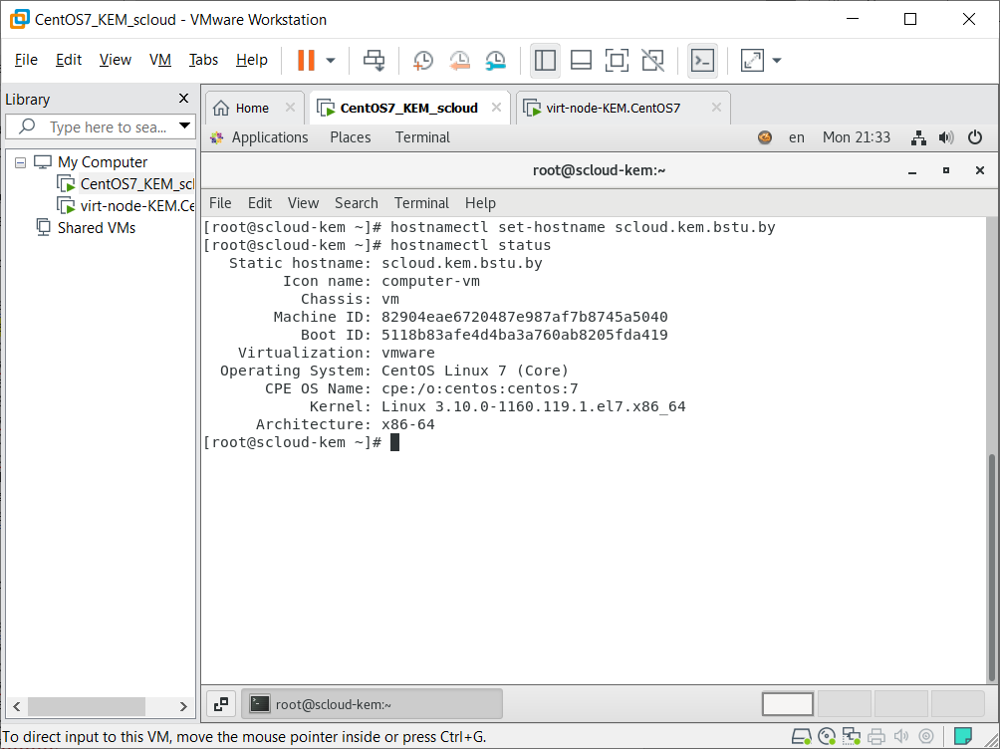 CentOS7_KEM_scloud - VMware Workstation
File Edit View VM Tabs Help
Library
Type here to sea...
My Computer
CentOS7_KEM_scl
virt-node-KEM.Ce
Shared VMs
Home CentOS7_KEM_scloud virt-node-KEM.CentOS7
Applications Places Terminal en Mon 21:33
root@scloud-kem:~
File Edit View Search Terminal Help
[root@scloud-kem ~]# hostnamectl set-hostname scloud.kem.bstu.by
[root@scloud-kem ~]# hostnamectl status
Static hostname: scloud.kem.bstu.by
Icon name: computer-vm
Chassis: vm
Machine ID: 82904eae6720487e987af7b8745a5040
Boot ID: 5118b83afe4d4ba3a760ab8205fda419
Virtualization: vmware
Operating System: CentOS Linux 7 (Core)
CPE OS Name: cpe:/o:centos:centos:7
Kernel: Linux 3.10.0-1160.119.1.el7.x86_64
Architecture: x86-64
[root@scloud-kem ~]#
root@scloud-kem:~
To direct input to this VM, move the mouse pointer inside or press Ctrl+G.